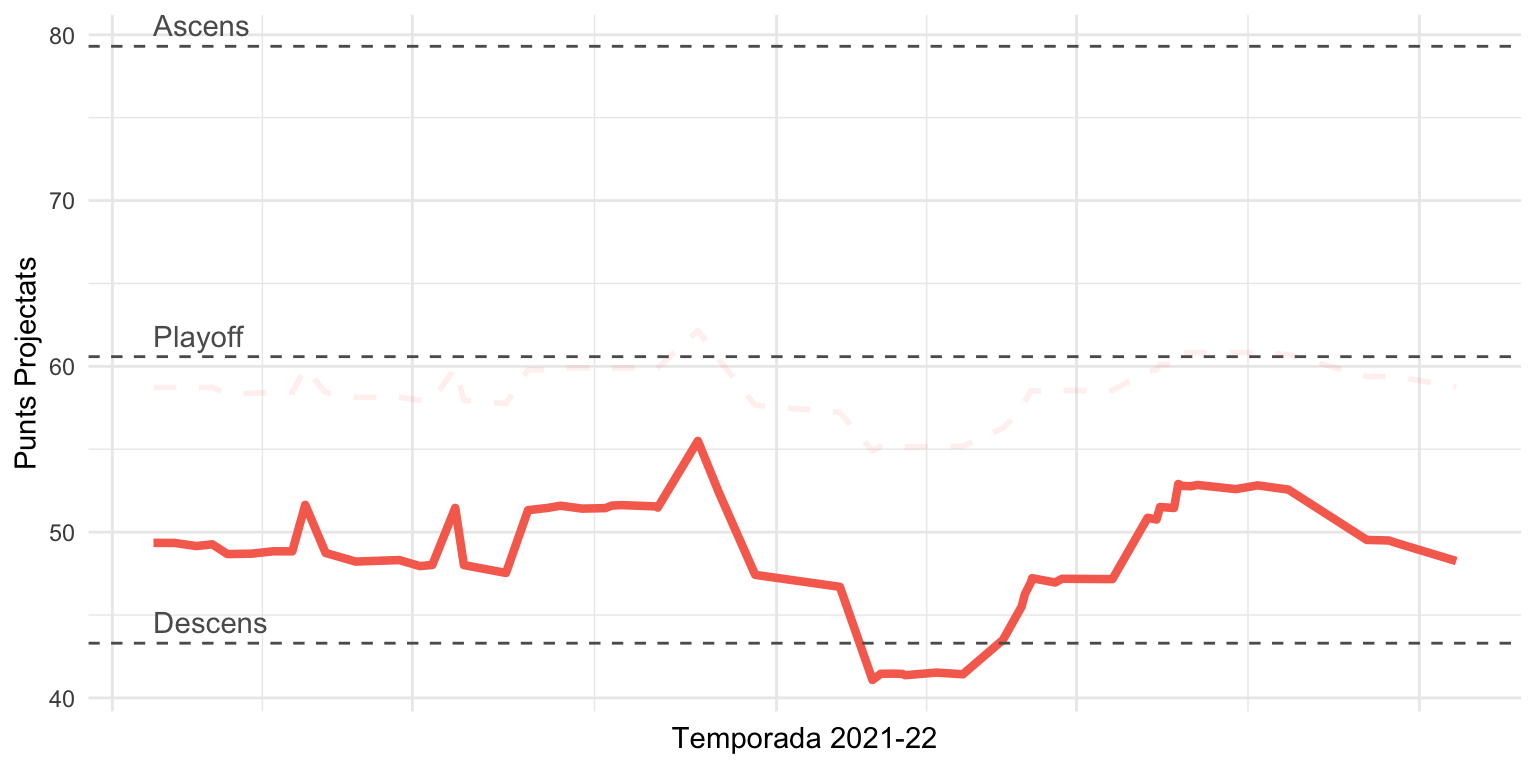 Ascens
80
70
Playoff
60
50
Descens
40
Punts Projectats
Temporada 2021-22